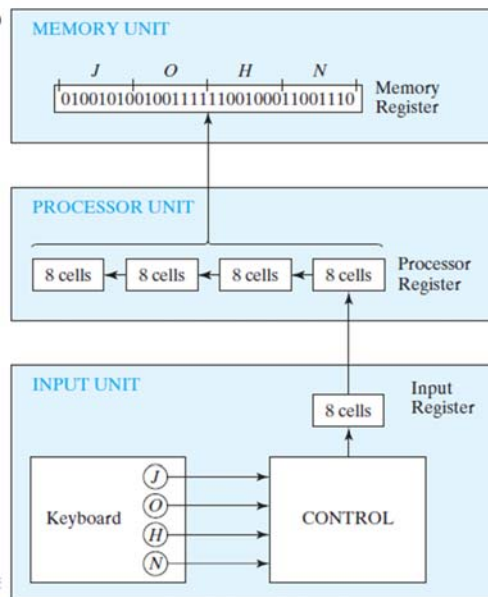 MEMORY UNIT
J O H N
01001010010011111100100011001110
Memory
Register
PROCESSOR UNIT
8 cells 8 cells 8 cells 8 cells
Processor
Register
INPUT UNIT
Input
Register
8 cells
Keyboard
J
O
H
N
CONTROL